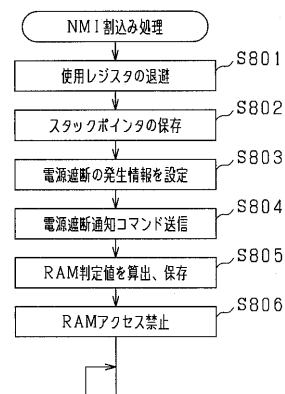 NMI割込み処理
使用レジスタの退避 S801
スタックポインタの保存 S802
電源遮断の発生情報を設定 S803
電源遮断通知コマンド送信 S804
RAM判定値を算出、保存 S805
RAMアクセス禁止 S806